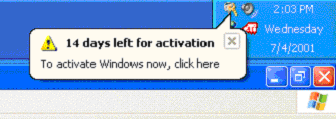 2:03 PM
14 days left for activation
Wednesday
To activate Windows now, click here
7/4/2001